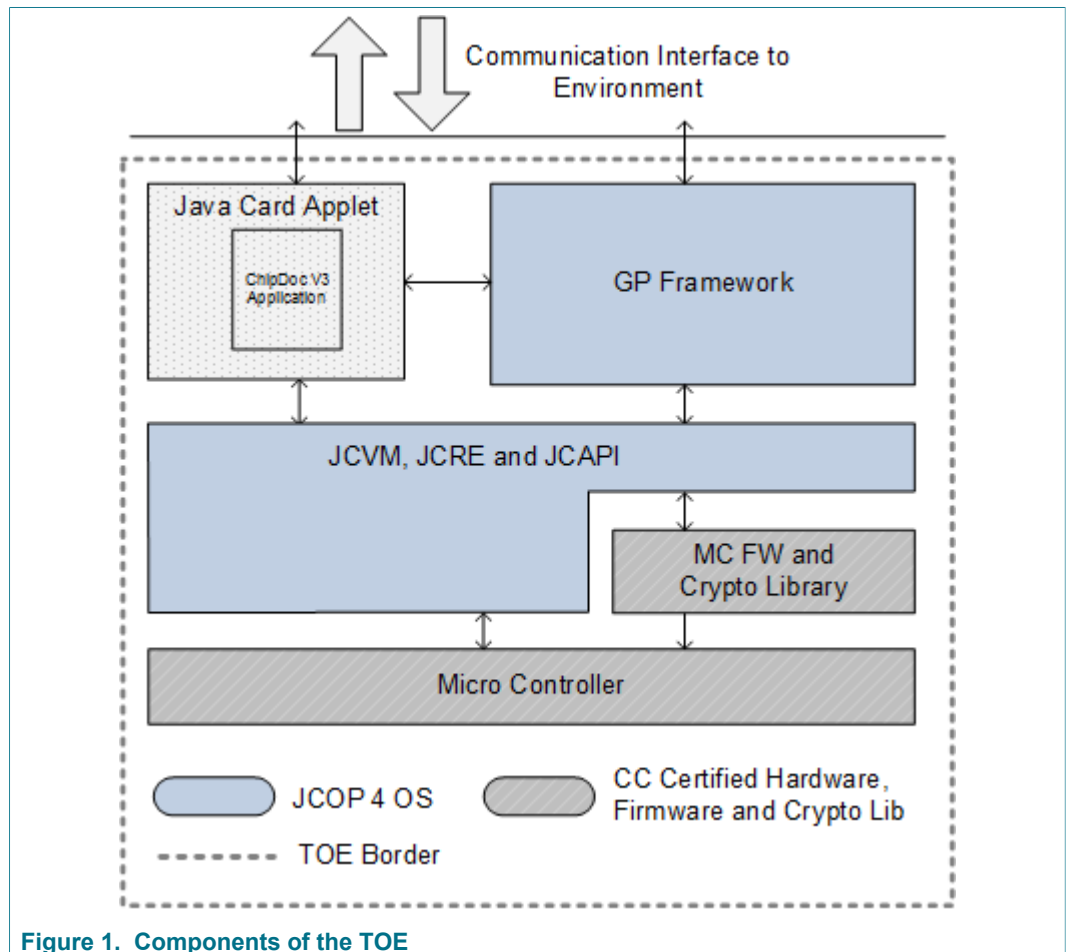 Communication Interface to
Environment
Java Card Applet
ChipDoc V3
Application
GP Framework
JCVM, JCRE and JCAPI
MC FW and
Crypto Library
Micro Controller
JCOP 4 OS
CC Certified Hardware,
Firmware and Crypto Lib
TOE Border
Figure 1. Components of the TOE